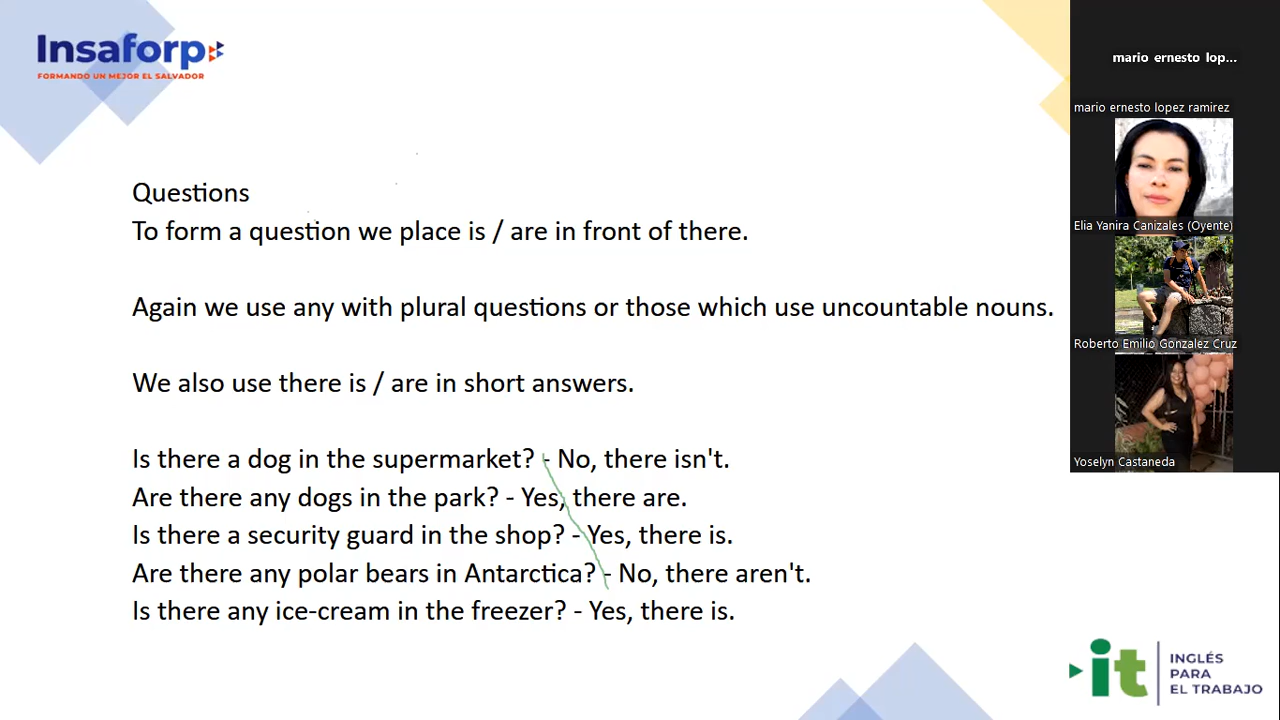 Insaforp
FORMANDO UN MEJOR EL SALVADOR
Questions
To form a question we place is / are in front of there.
Again we use any with plural questions or those which use uncountable nouns.
We also use there is / are in short answers.
Is there a dog in the supermarket? - No, there isn't.
Are there any dogs in the park? - Yes, there are.
Is there a security guard in the shop? - Yes, there is.
Are there any polar bears in Antarctica? - No, there aren't.
Is there any ice-cream in the freezer? - Yes, there is.
mario ernesto lop...
mario ernesto lopez ramirez
Elia Yanira Canizales (Oyente)
Roberto Emilio Gonzalez Cruz
Yoselyn Castaneda
it
INGLÉS
PARA
EL TRABAJO